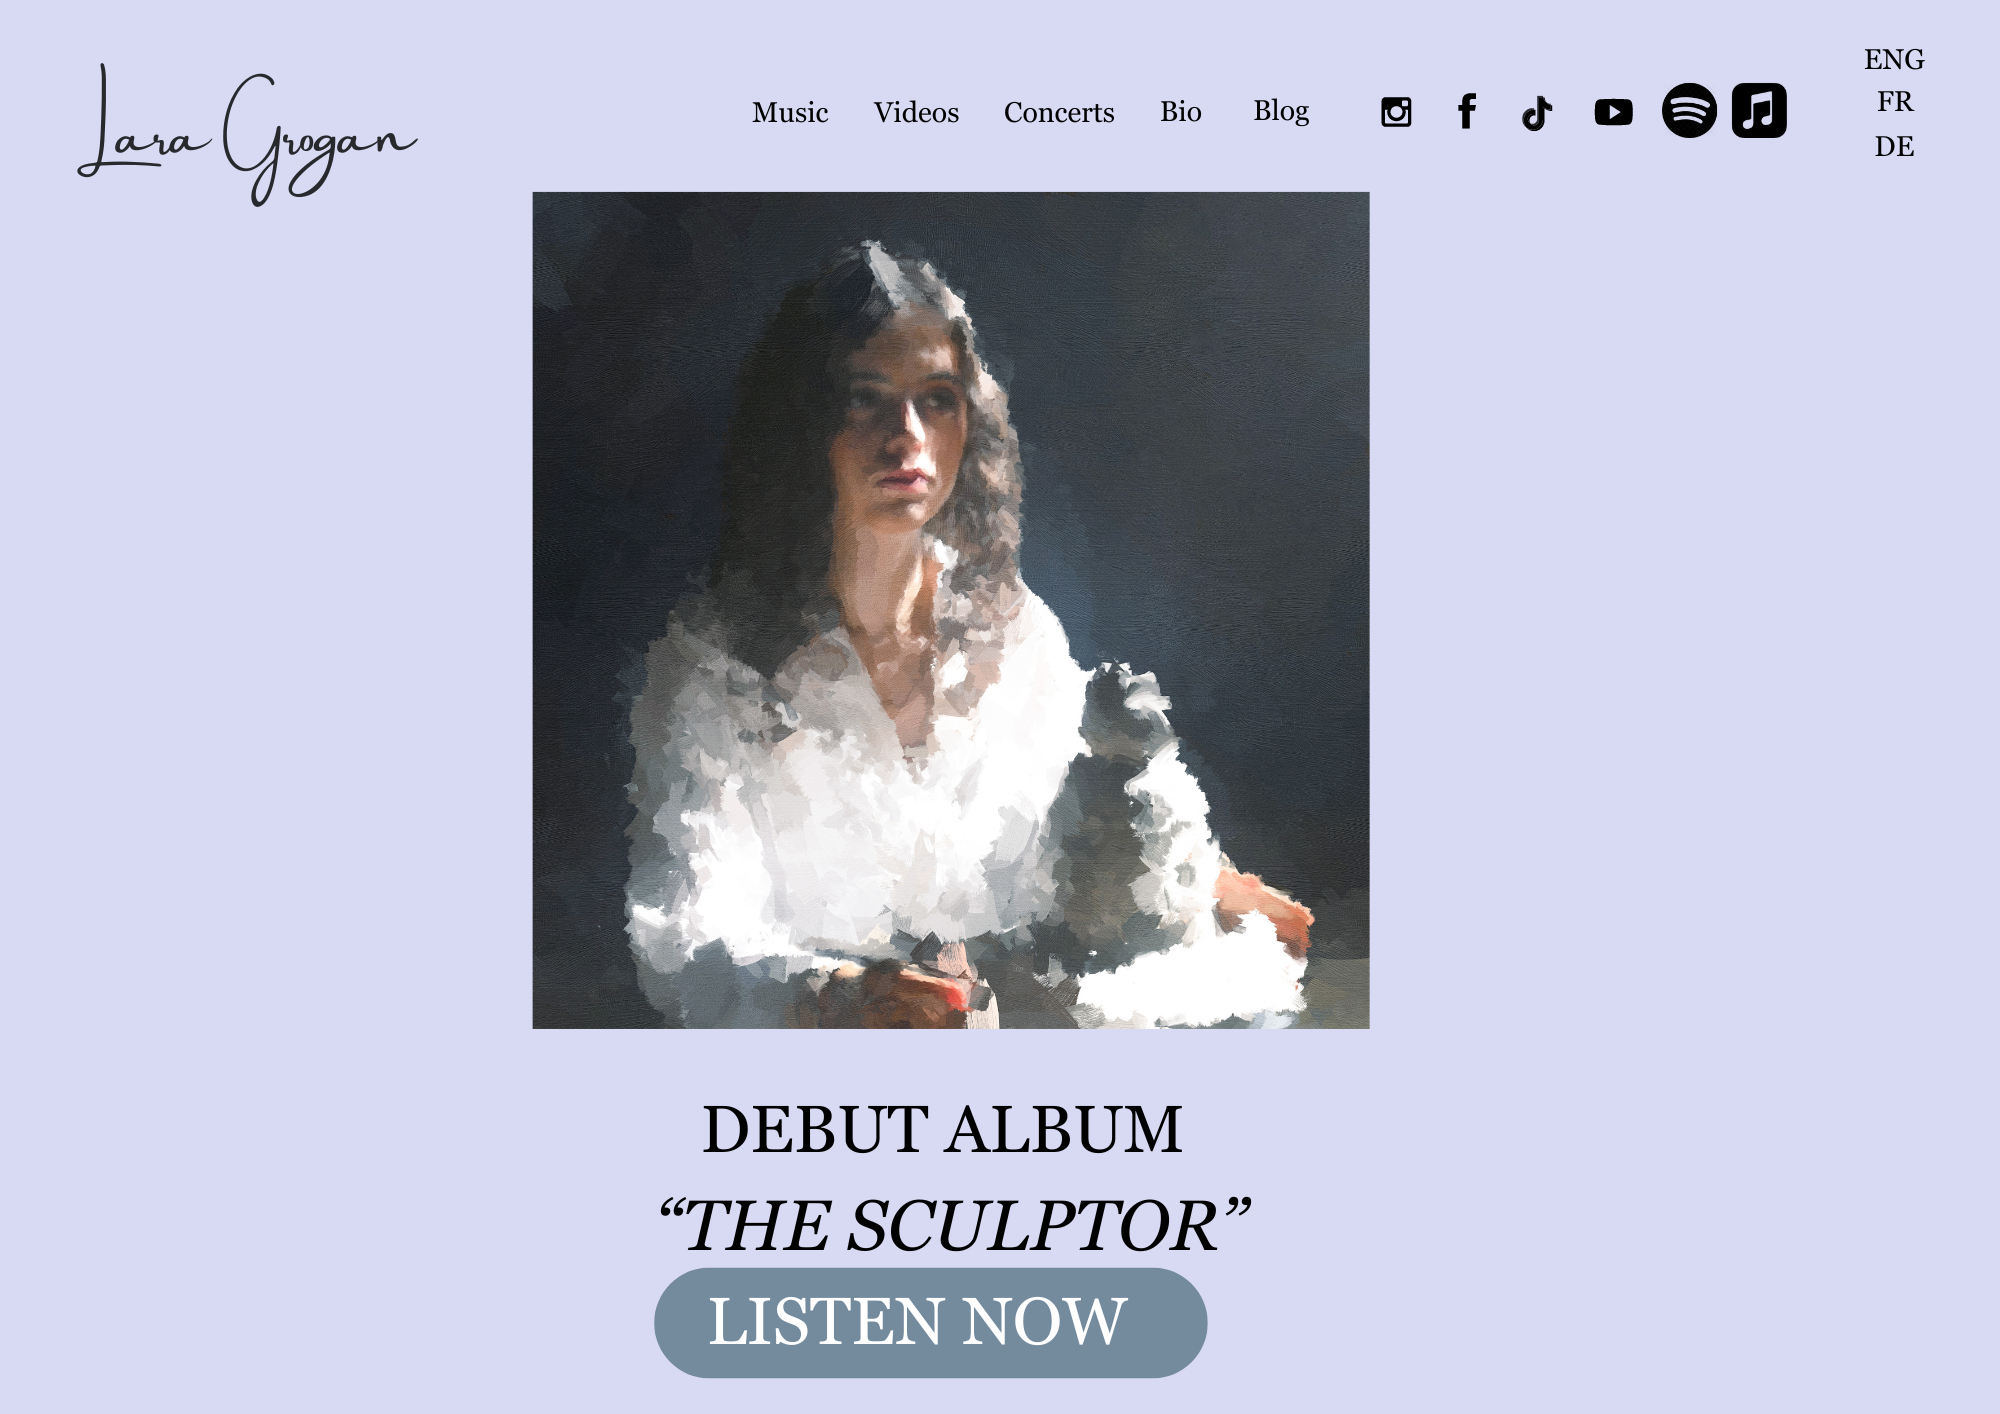 Lara Grogan
Music Videos Concerts Bio Blog
ENG
FR
DE
DEBUT ALBUM
“THE SCULPTOR”
LISTEN NOW